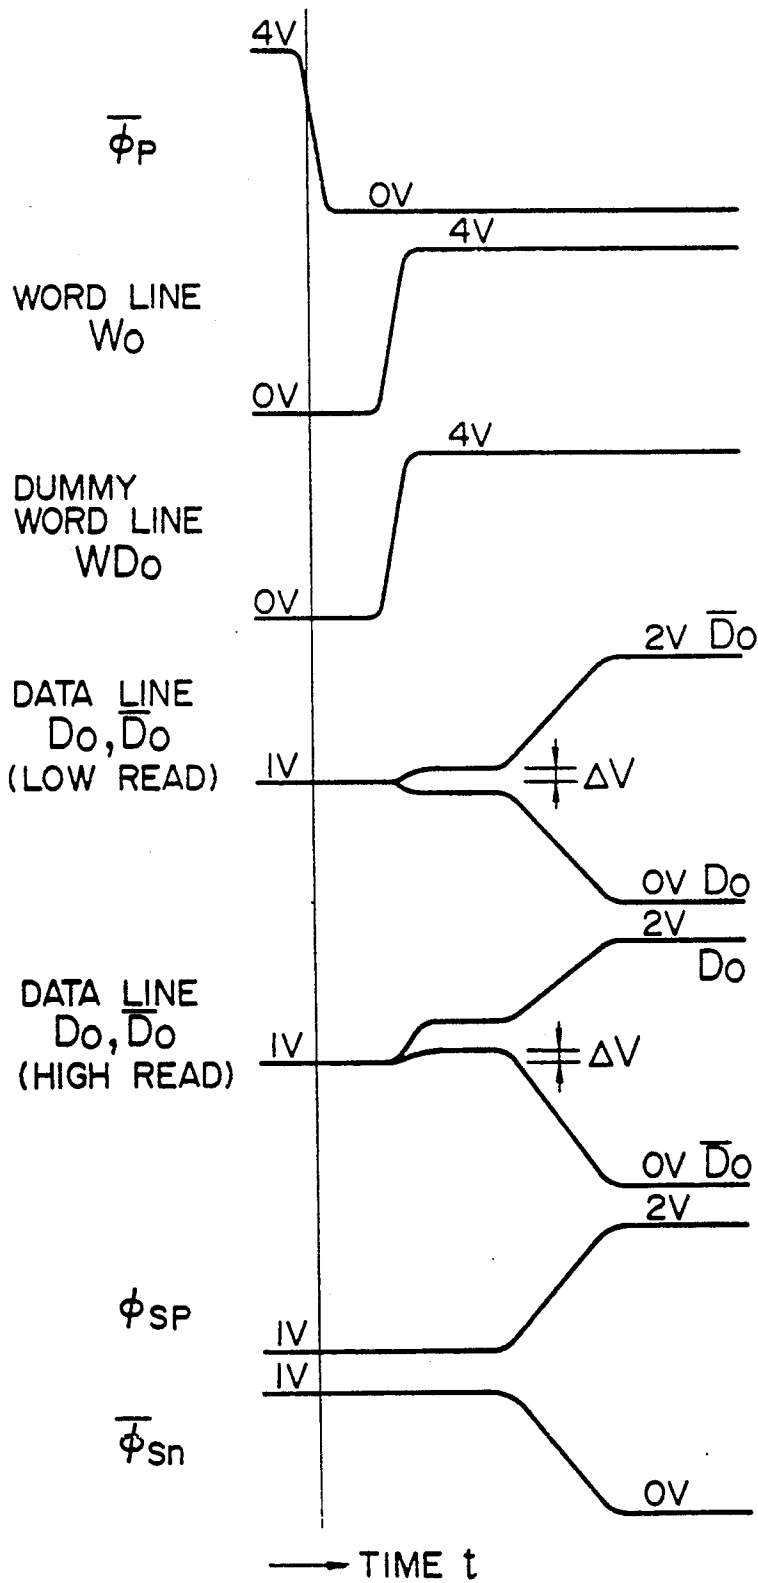 4V
φ̅P
0V
4V
WORD LINE
W0
0V
4V
DUMMY
WORD LINE
WD0
0V
2V D̅0
DATA LINE
D0, D̅0
(LOW READ)
1V
ΔV
0V D0
2V
D0
DATA LINE
D0, D̅0
(HIGH READ)
1V
ΔV
0V D̅0
2V
φSP
1V
1V
φ̅Sn
0V
TIME t